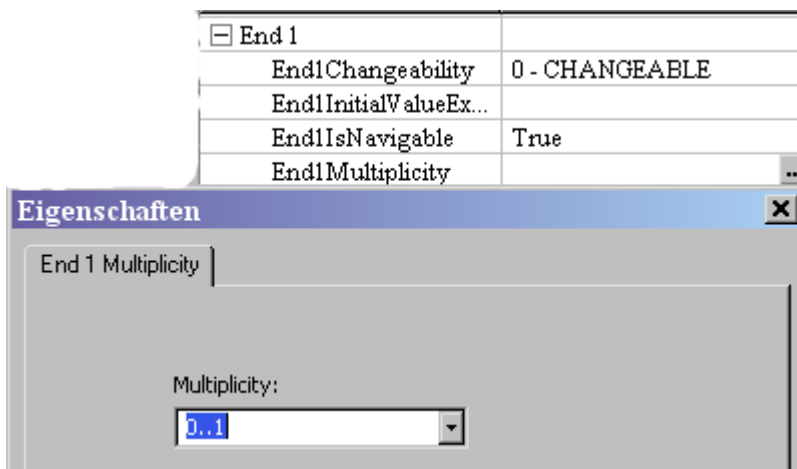 End 1
End1Changeability 0 - CHANGEABLE
End1InitialValueEx...
End1IsNavigable True
End1Multiplicity ..
Eigenschaften
End 1 Multiplicity
Multiplicity:
0..1